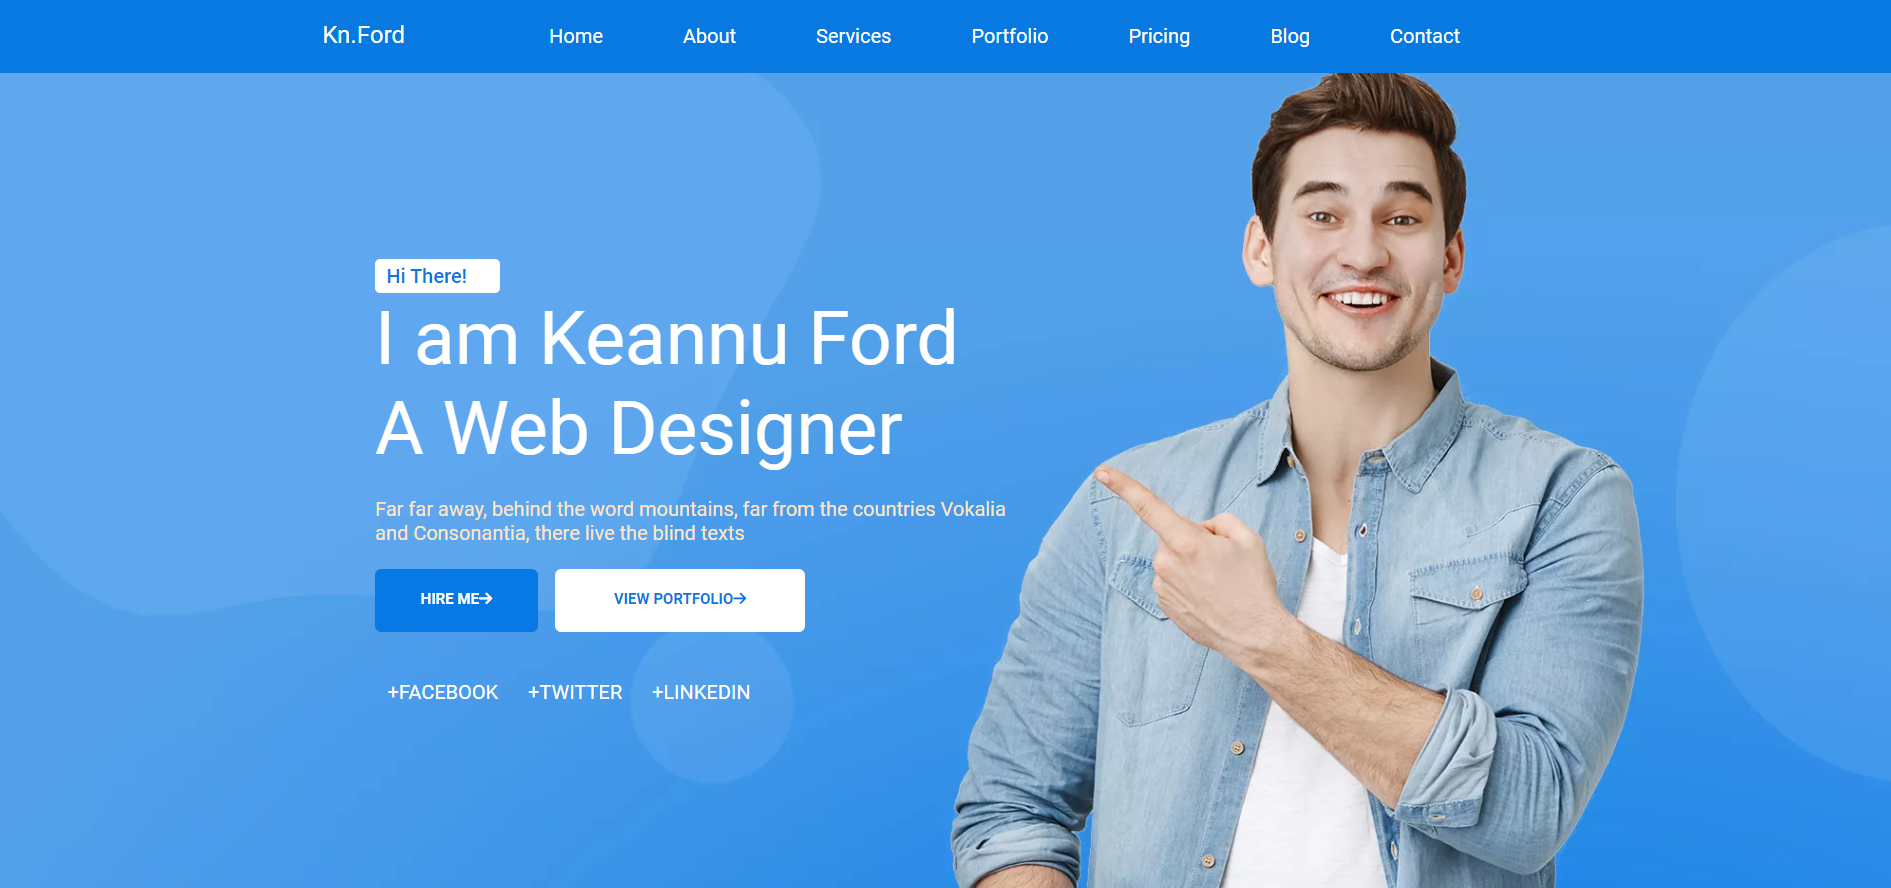 Kn.Ford
Home About Services Portfolio Pricing Blog Contact
Hi There!
I am Keannu Ford
A Web Designer
Far far away, behind the word mountains, far from the countries Vokalia
and Consonantia, there live the blind texts
HIRE ME→
VIEW PORTFOLIO→
+FACEBOOK +TWITTER +LINKEDIN